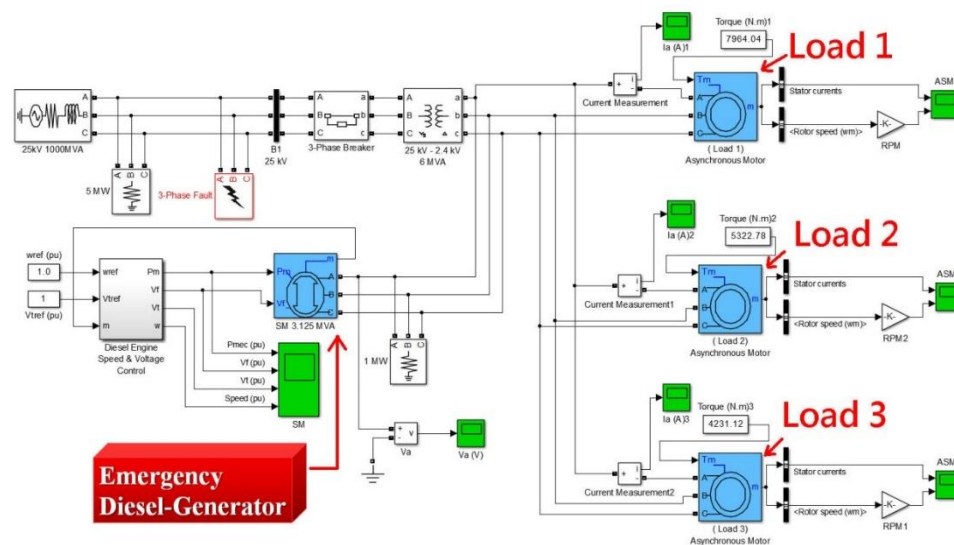 Torque (N.m)1
7964.04
Load 1
Ia (A)1
ASM
Tm
A
B
C
m
i
+
-
Current Measurement
Stator currents
<Rotor speed (wm)>
-K-
RPM
( Load 1)
Asynchronous Motor
A
B
C
25kV 1000MVA
B1
25 kV
A
B
C
a
b
c
3-Phase Breaker
A
B
C
a
b
c
25 kV - 2.4 kV
6 MVA
5 MW
A B C
3-Phase Fault
A B C
Torque (N.m)2
5322.78
Load 2
Ia (A)2
ASM
Tm
A
B
C
m
i
+
-
Current Measurement1
Stator currents
<Rotor speed (wm)>
-K-
RPM2
( Load 2)
Asynchronous Motor
wref (pu)
1.0
1
Vtref (pu)
wref
Vtref
m
Pm
Vf
Vt
w
Diesel Engine
Speed & Voltage
Control
Pm
Vf
m
A
B
C
SM 3.125 MVA
Pmec (pu)
Vf (pu)
Vt (pu)
Speed (pu)
SM
1 MW
A B C
+
-
v
Va
Va (V)
Emergency
Diesel-Generator
Torque (N.m)3
4231.12
Load 3
Ia (A)3
ASM
Tm
A
B
C
m
i
+
-
Current Measurement2
Stator currents
<Rotor speed (wm)>
-K-
RPM1
( Load 3)
Asynchronous Motor